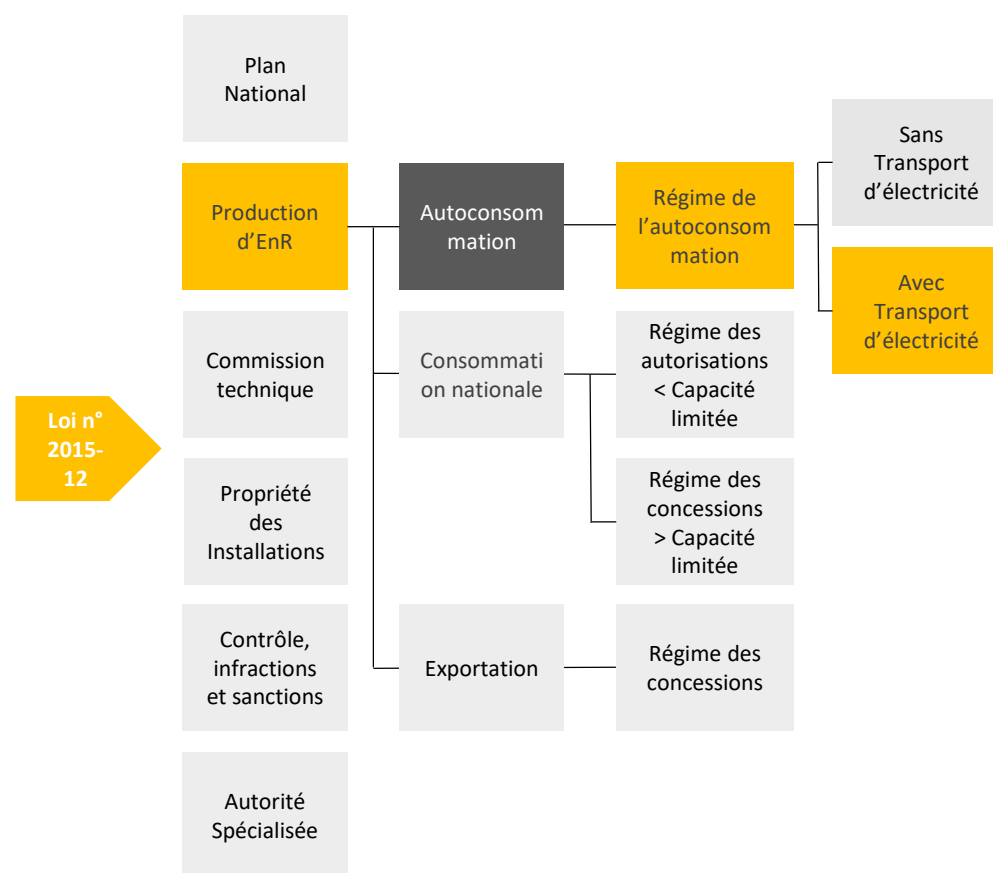 Loi n°
2015-
12
Plan
National
Production
d'EnR
Commission
technique
Propriété
des
Installations
Contrôle,
infractions
et sanctions
Autorité
Spécialisée
Autoconsom
mation
Consommati
on nationale
Exportation
Régime de
l'autoconsom
mation
Régime des
autorisations
< Capacité
limitée
Régime des
concessions
> Capacité
limitée
Régime des
concessions
Sans
Transport
d'électricité
Avec
Transport
d'électricité